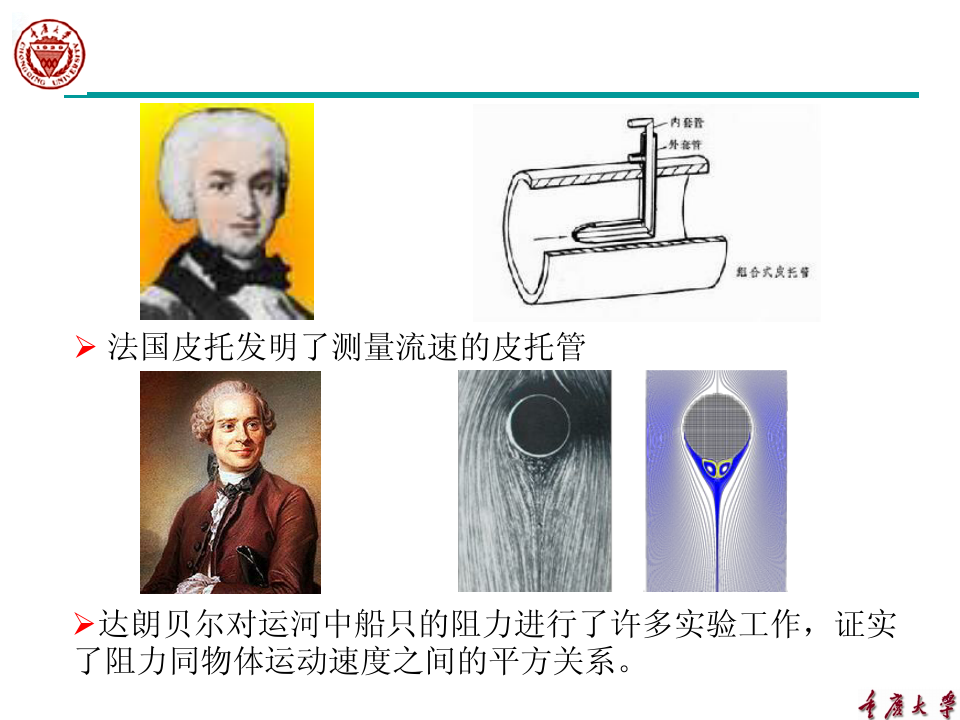 重庆大学
1929
CHONGQING UNIVERSITY
内套管
外套管
组合式皮托管
➢ 法国皮托发明了测量流速的皮托管
➢达朗贝尔对运河中船只的阻力进行了许多实验工作，证实
了阻力同物体运动速度之间的平方关系。
重庆大学